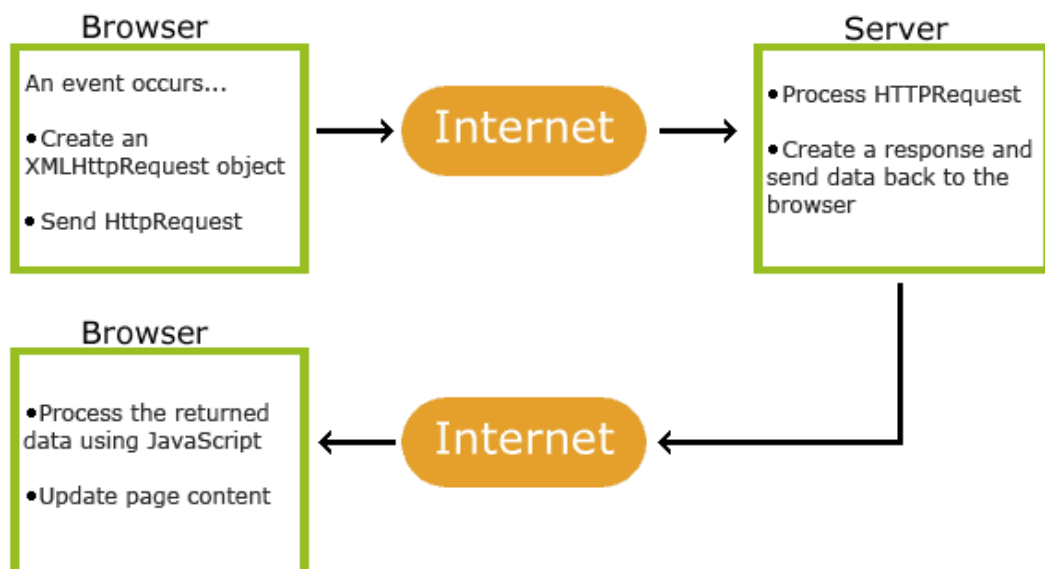 Browser
An event occurs...
•Create an
XMLHttpRequest object
• Send HttpRequest
Internet
Server
•Process HTTPRequest
•Create a response and
send data back to the
browser
Browser
•Process the returned
data using JavaScript
•Update page content
Internet